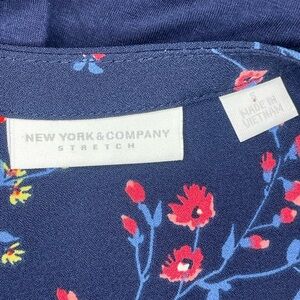 NEW YORK & COMPANY
STRETCH
MADE IN
VIETNAM